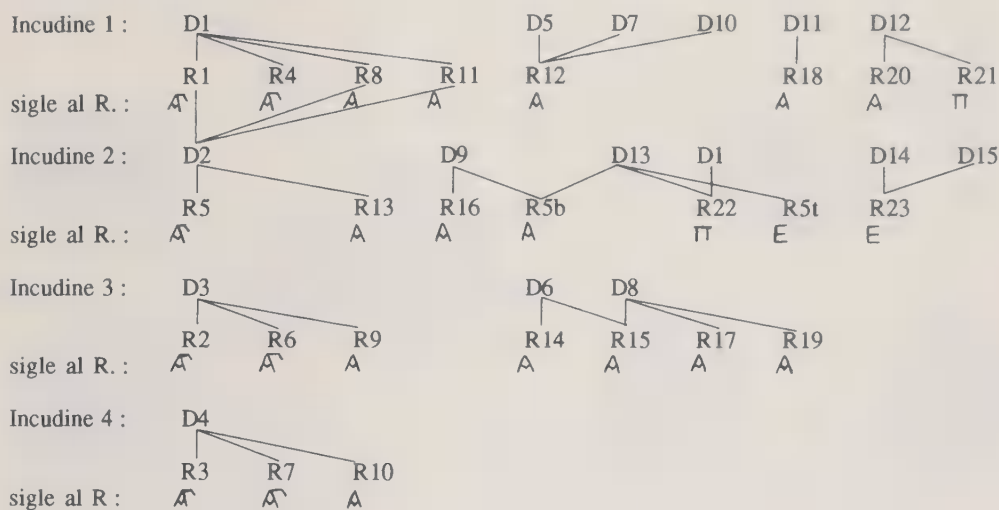 Incudine 1 : D1 D5 D7 D10 D11 D12
R1 R4 R8 R11 R12 R18 R20 R21
sigle al R. : A A A A Π
Incudine 2 : D2 D9 D13 D1 D14 D15
R5 R13 R16 R5b R22 R5t R23
sigle al R. : A A A Π E E
Incudine 3 : D3 D6 D8
R2 R6 R9 R14 R15 R17 R19
sigle al R. : A A A A A
Incudine 4 : D4
R3 R7 R10
sigle al R : A